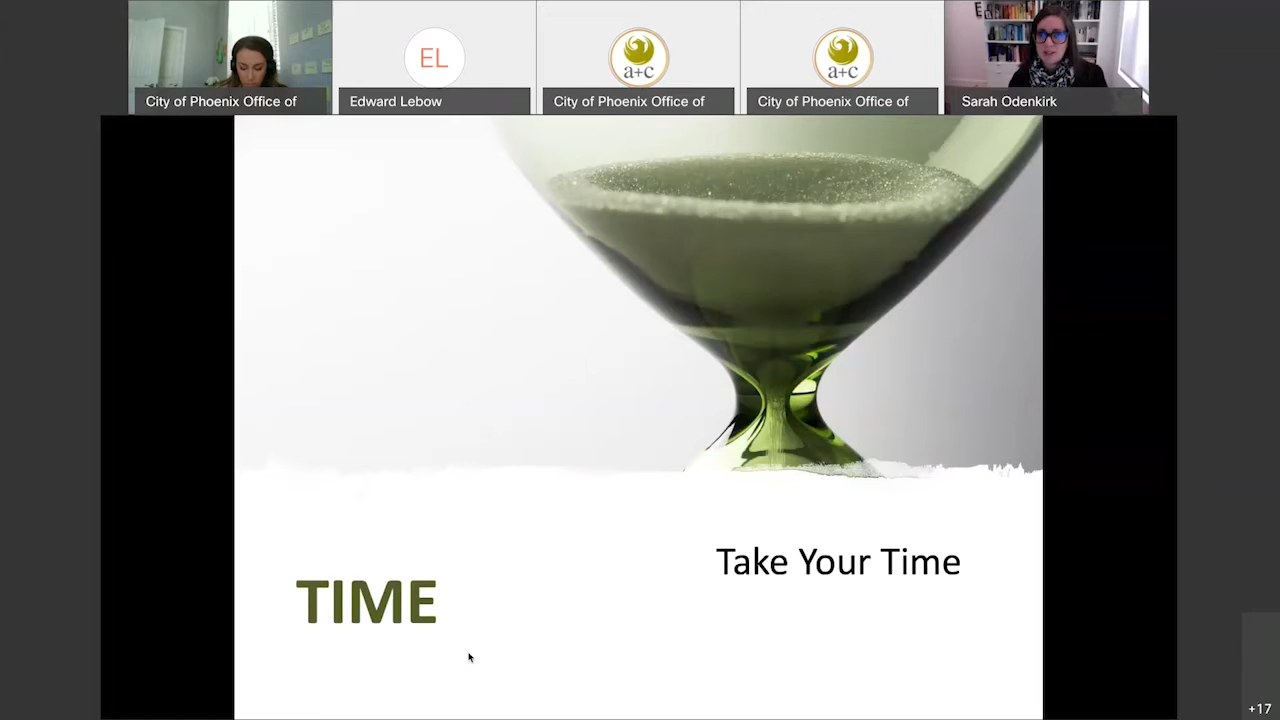 City of Phoenix Office of
EL
Edward Lebow
a+c
City of Phoenix Office of
a+c
City of Phoenix Office of
Sarah Odenkirk
Take Your Time
TIME
+17